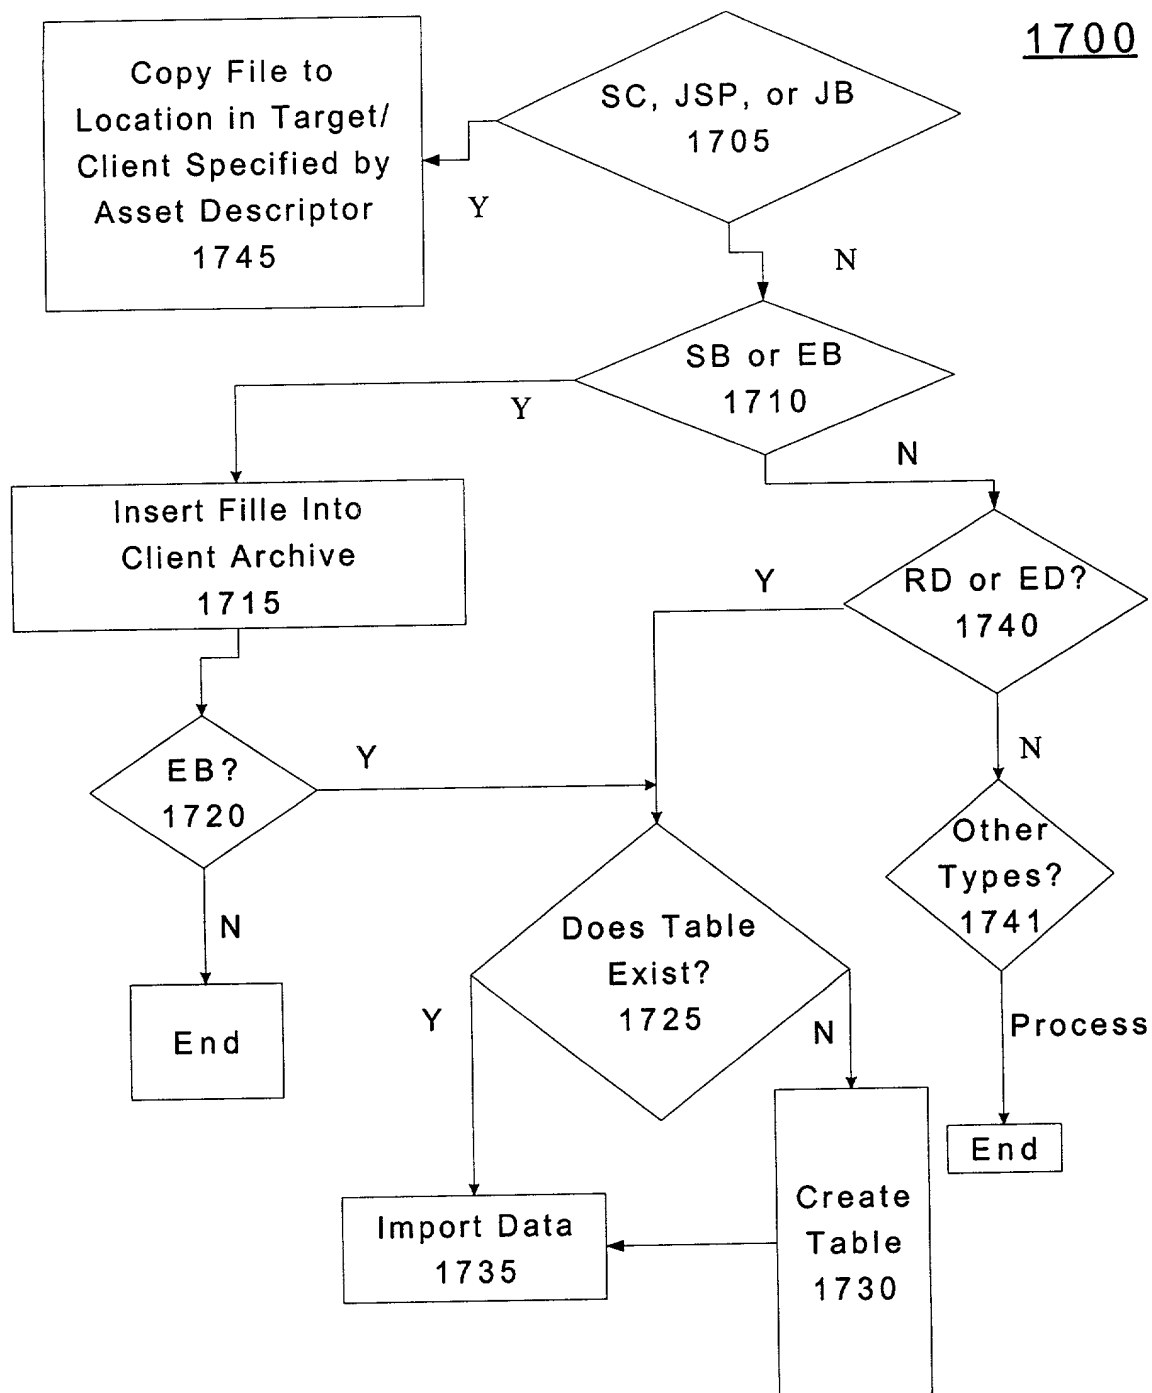 1700
Copy File to
Location in Target/
Client Specified by
Asset Descriptor
1745
SC, JSP, or JB
1705
Y
N
SB or EB
1710
Y
N
Insert Fille Into
Client Archive
1715
RD or ED?
1740
Y
N
EB?
1720
Y
N
Other
Types?
1741
Does Table
Exist?
1725
Y
N
End
Process
End
Create
Table
1730
Import Data
1735